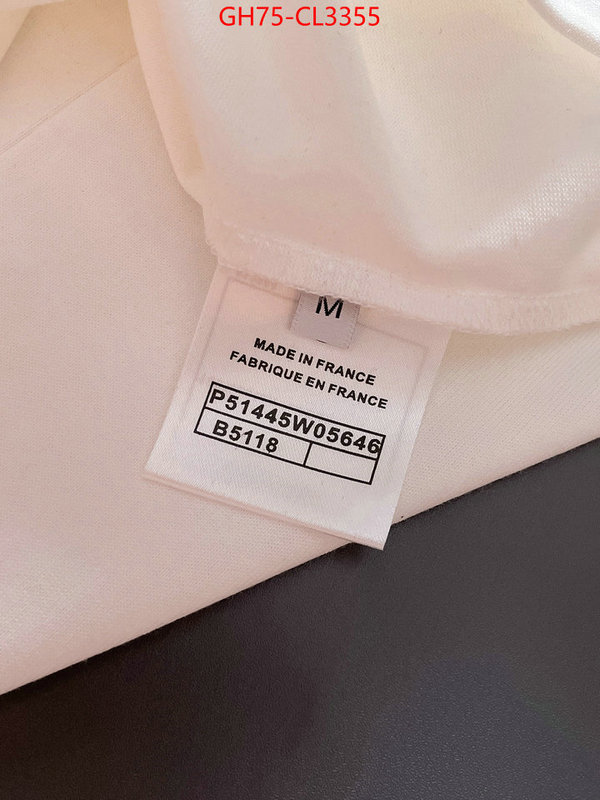 GH75-CL3355
M
MADE IN FRANCE
FABRIQUE EN FRANCE
P51445W05646
B5118